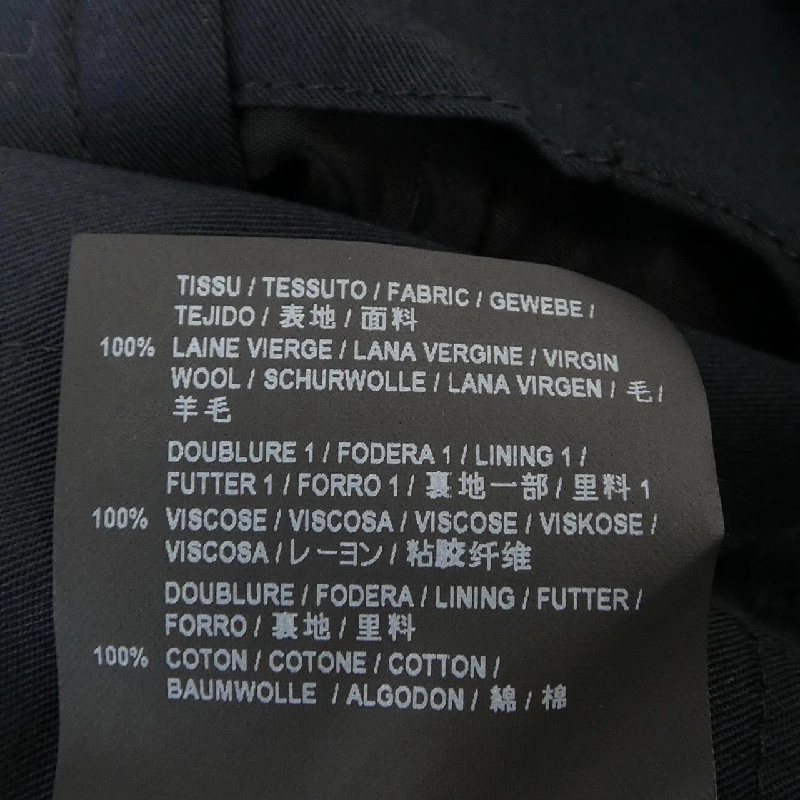 TISSU / TESSUTO / FABRIC / GEWEBE /
TEJIDO / 表地 / 面料
100% LAINE VIERGE / LANA VERGINE / VIRGIN
WOOL / SCHURWOLLE / LANA VIRGEN / 毛 /
羊毛
DOUBLURE 1 / FODERA 1 / LINING 1 /
FUTTER 1 / FORRO 1 / 裏地一部 / 里料 1
100% VISCOSE / VISCOSA / VISCOSE / VISKOSE /
VISCOSA / レーヨン / 粘胶纤维
DOUBLURE / FODERA / LINING / FUTTER /
FORRO / 裏地 / 里料
100% COTON / COTONE / COTTON /
BAUMWOLLE / ALGODON / 綿 / 棉